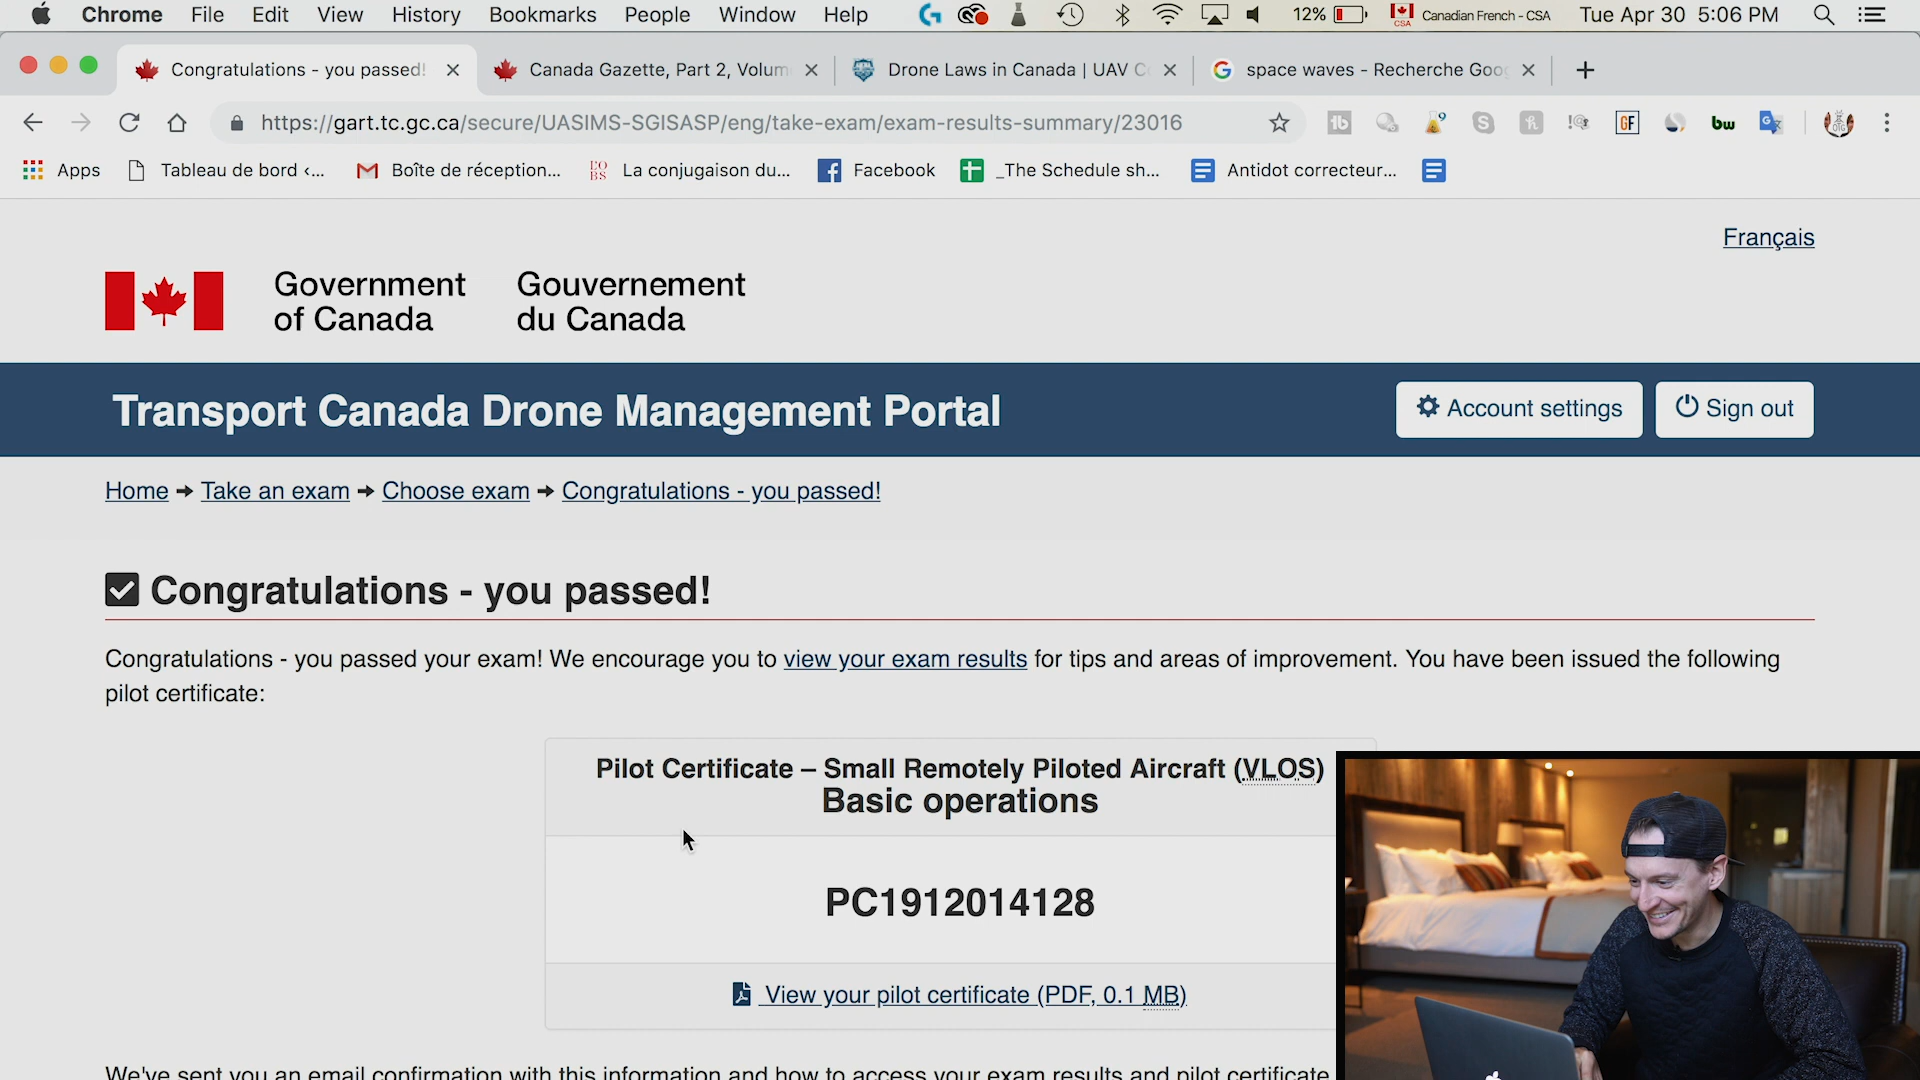 Chrome File Edit View History Bookmarks People Window Help 12% CSA Canadian French - CSA Tue Apr 30 5:06 PM
Congratulations - you passed! Canada Gazette, Part 2, Volum Drone Laws in Canada | UAV C space waves - Recherche Goo
https://gart.tc.gc.ca/secure/UASIMS-SGISASP/eng/take-exam/exam-results-summary/23016
Apps Tableau de bord ‹... Boîte de réception... La conjugaison du... Facebook _The Schedule sh... Antidot correcteur...
Français
Government Gouvernement
of Canada du Canada
Transport Canada Drone Management Portal Account settings Sign out
Home Take an exam Choose exam Congratulations - you passed!
Congratulations - you passed!
Congratulations - you passed your exam! We encourage you to view your exam results for tips and areas of improvement. You have been issued the following
pilot certificate:
Pilot Certificate – Small Remotely Piloted Aircraft (VLOS)
Basic operations
PC1912014128
View your pilot certificate (PDF, 0.1 MB)
We've sent you an email confirmation with this information and how to access your exam results and pilot certificate